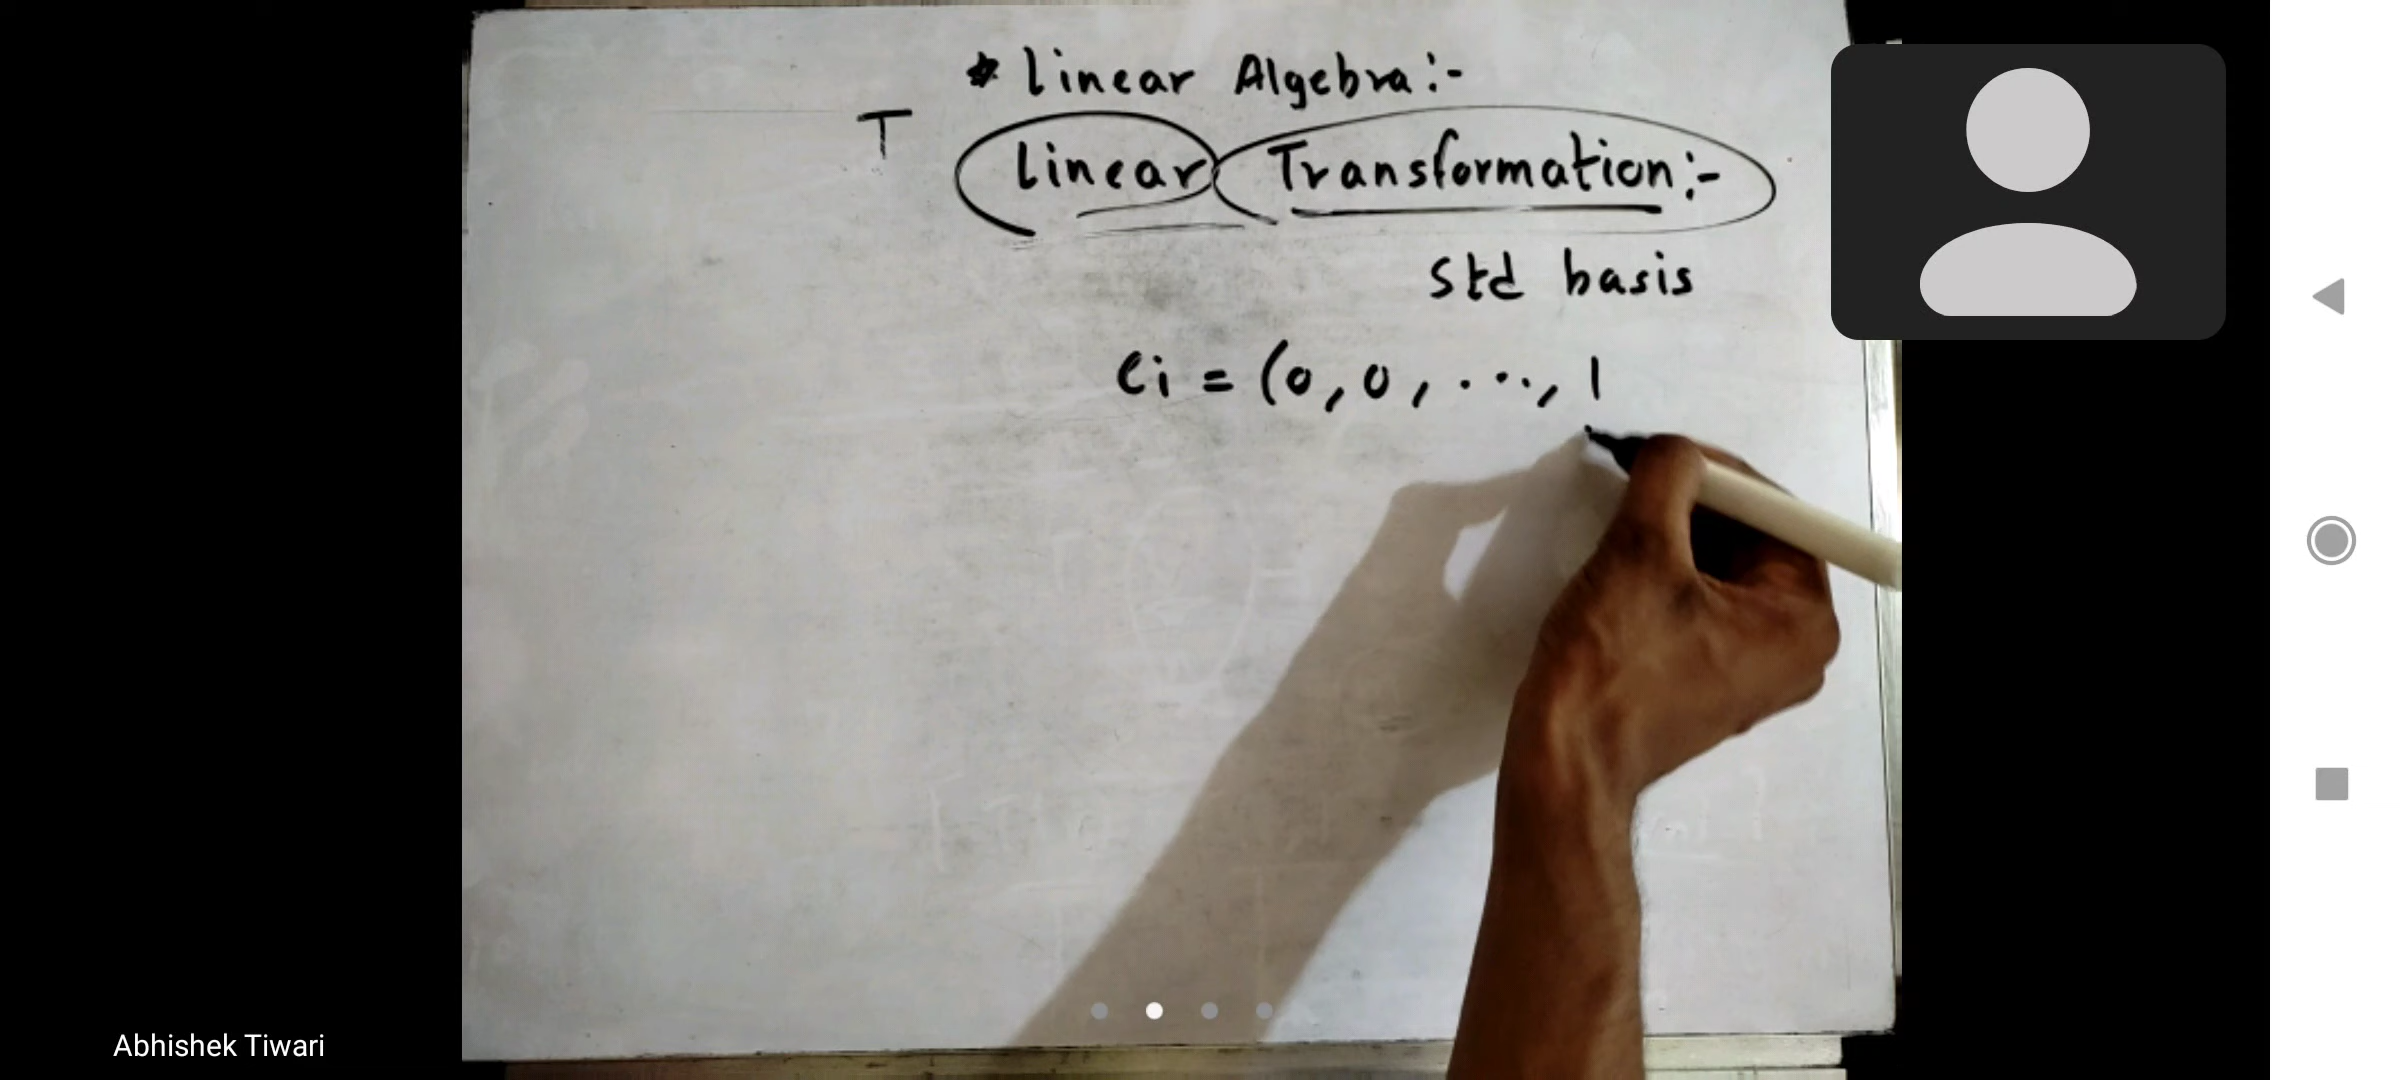 * Linear Algebra:-
T Linear Transformation:-
Std basis
ei = (0, 0, ..., 1
Abhishek Tiwari